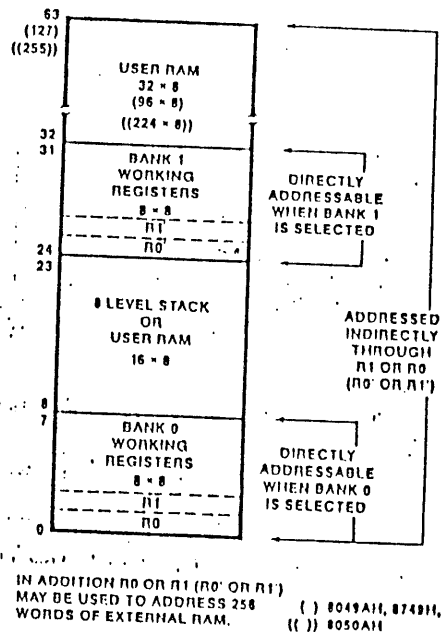 63
(127)
((255))
USER RAM
32 × 8
(96 × 8)
((224 × 8))
32
31
BANK 1
WORKING
REGISTERS
8 × 8
R1'
R0'
DIRECTLY
ADDRESSABLE
WHEN BANK 1
IS SELECTED
24
23
8 LEVEL STACK
OR
USER RAM
16 × 8
ADDRESSED
INDIRECTLY
THROUGH
R1 OR R0
(R0' OR R1')
8
7
BANK 0
WORKING
REGISTERS
8 × 8
R1
R0
DIRECTLY
ADDRESSABLE
WHEN BANK 0
IS SELECTED
0
IN ADDITION R0 OR R1 (R0' OR R1')
MAY BE USED TO ADDRESS 256
WORDS OF EXTERNAL RAM.
( ) 8049AH, 8749H,
(( )) 8050AH